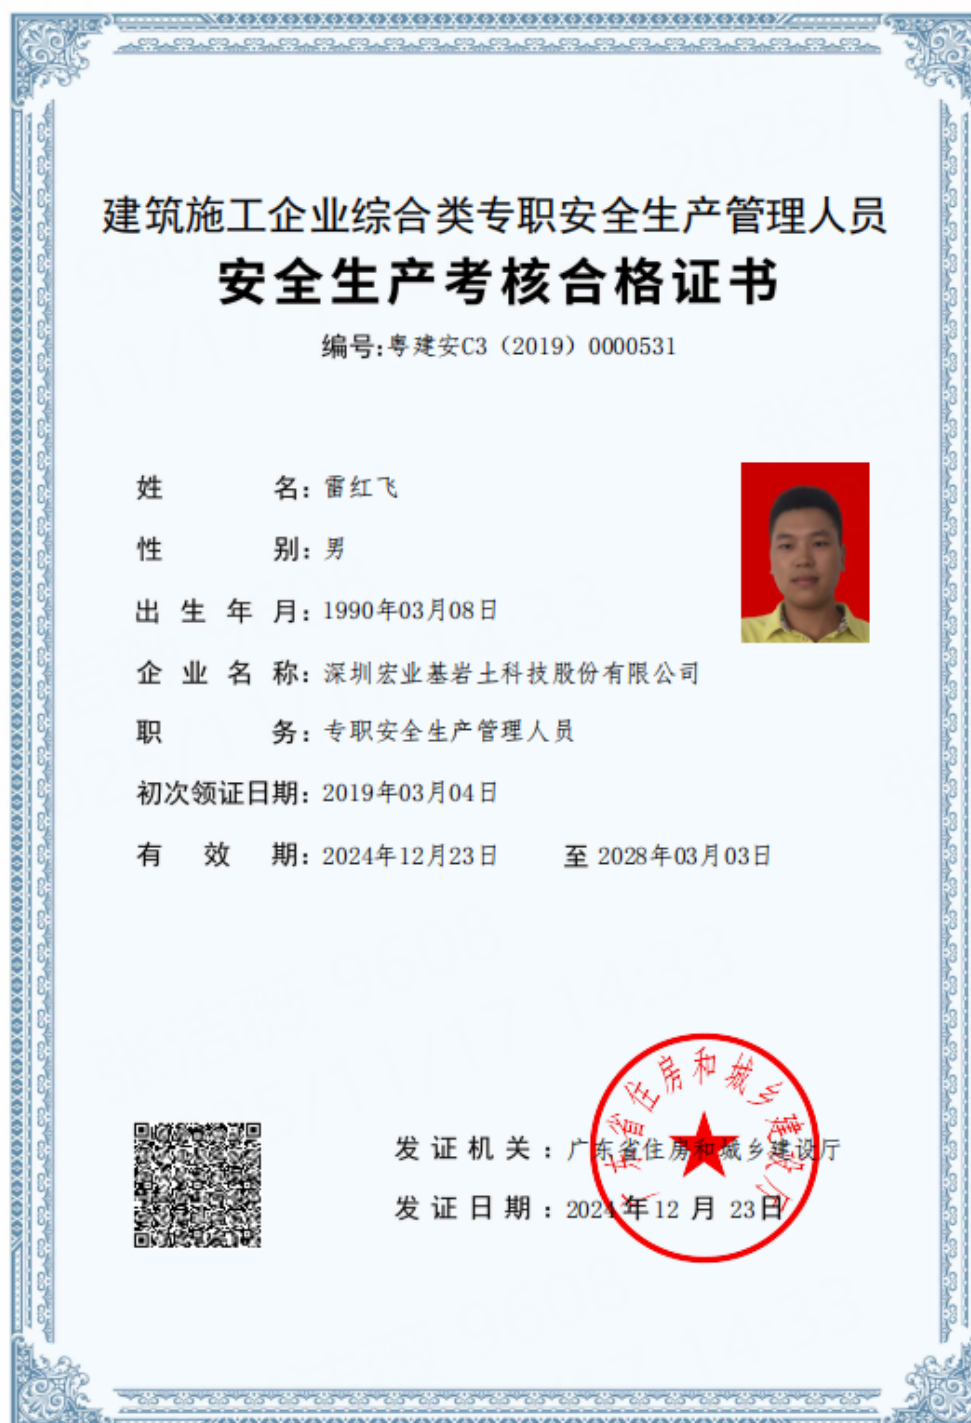 建筑施工企业综合类专职安全生产管理人员
安全生产考核合格证书
编号:粤建安C3（2019）0000531
姓名：雷红飞
性别：男
出生年月：1990年03月08日
企业名称：深圳宏业基岩土科技股份有限公司
职务：专职安全生产管理人员
初次领证日期：2019年03月04日
有效期：2024年12月23日 至 2028年03月03日
广东省住房和城乡建设厅
发证机关：广东省住房和城乡建设厅
发证日期：2024年12月23日